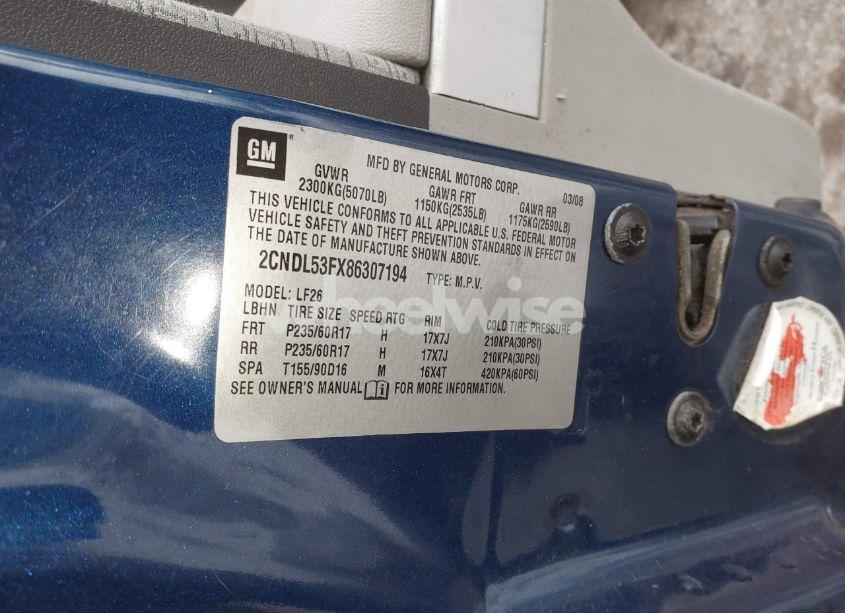 GM
MFD BY GENERAL MOTORS CORP. 03/08
GVWR GAWR FRT GAWR RR
2300KG(5070LB) 1150KG(2535LB) 1175KG(2590LB)
THIS VEHICLE CONFORMS TO ALL APPLICABLE U.S. FEDERAL MOTOR
VEHICLE SAFETY AND THEFT PREVENTION STANDARDS IN EFFECT ON
THE DATE OF MANUFACTURE SHOWN ABOVE.
2CNDL53FX86307194 TYPE: M.P.V.
MODEL: LF26
LBHN TIRE SIZE SPEED RTG RIM COLD TIRE PRESSURE
FRT P235/60R17 H 17X7J 210KPA(30PSI)
RR P235/60R17 H 17X7J 210KPA(30PSI)
SPA T155/90D16 M 16X4T 420KPA(60PSI)
SEE OWNER'S MANUAL FOR MORE INFORMATION.
wheelwise